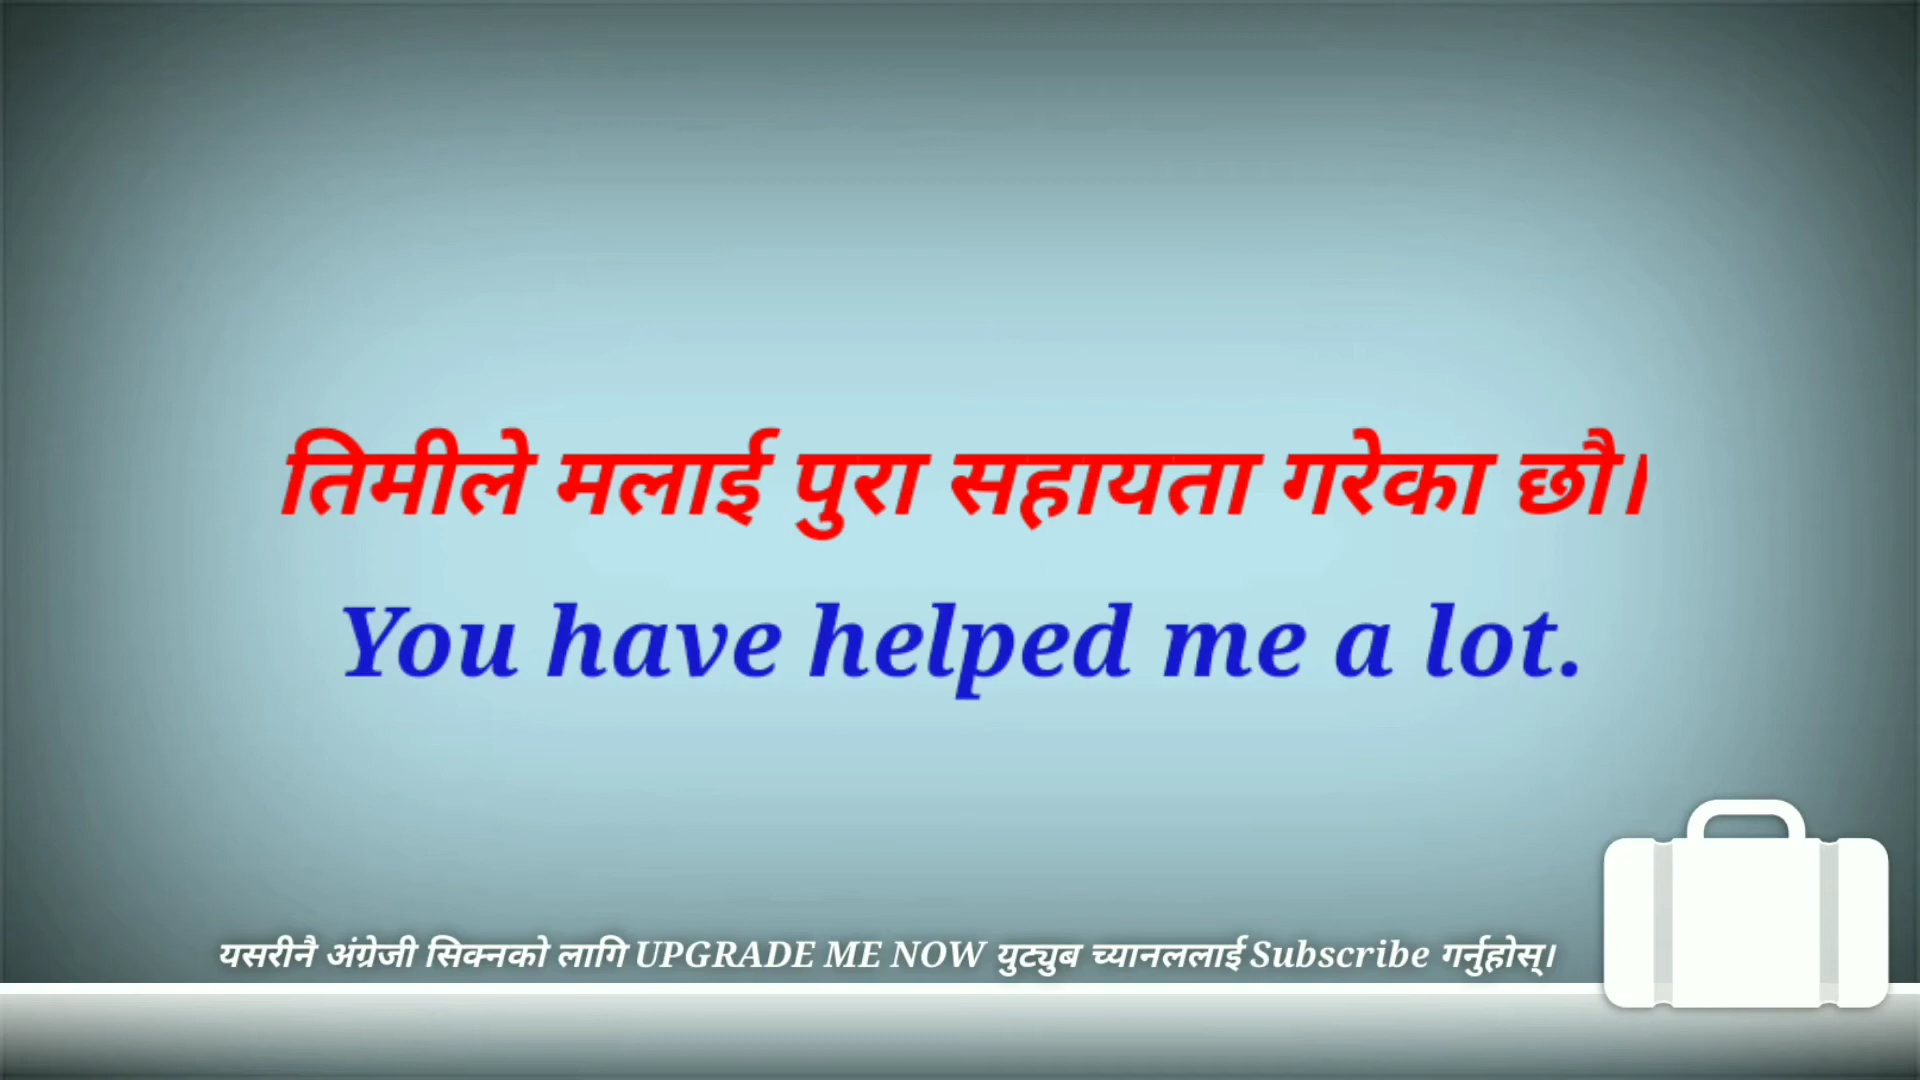 तिमीले मलाई पुरा सहायता गरेका छौ।
You have helped me a lot.
यसरीनै अंग्रेजी सिक्नको लागि UPGRADE ME NOW युट्युब च्यानललाई Subscribe गर्नुहोस्।